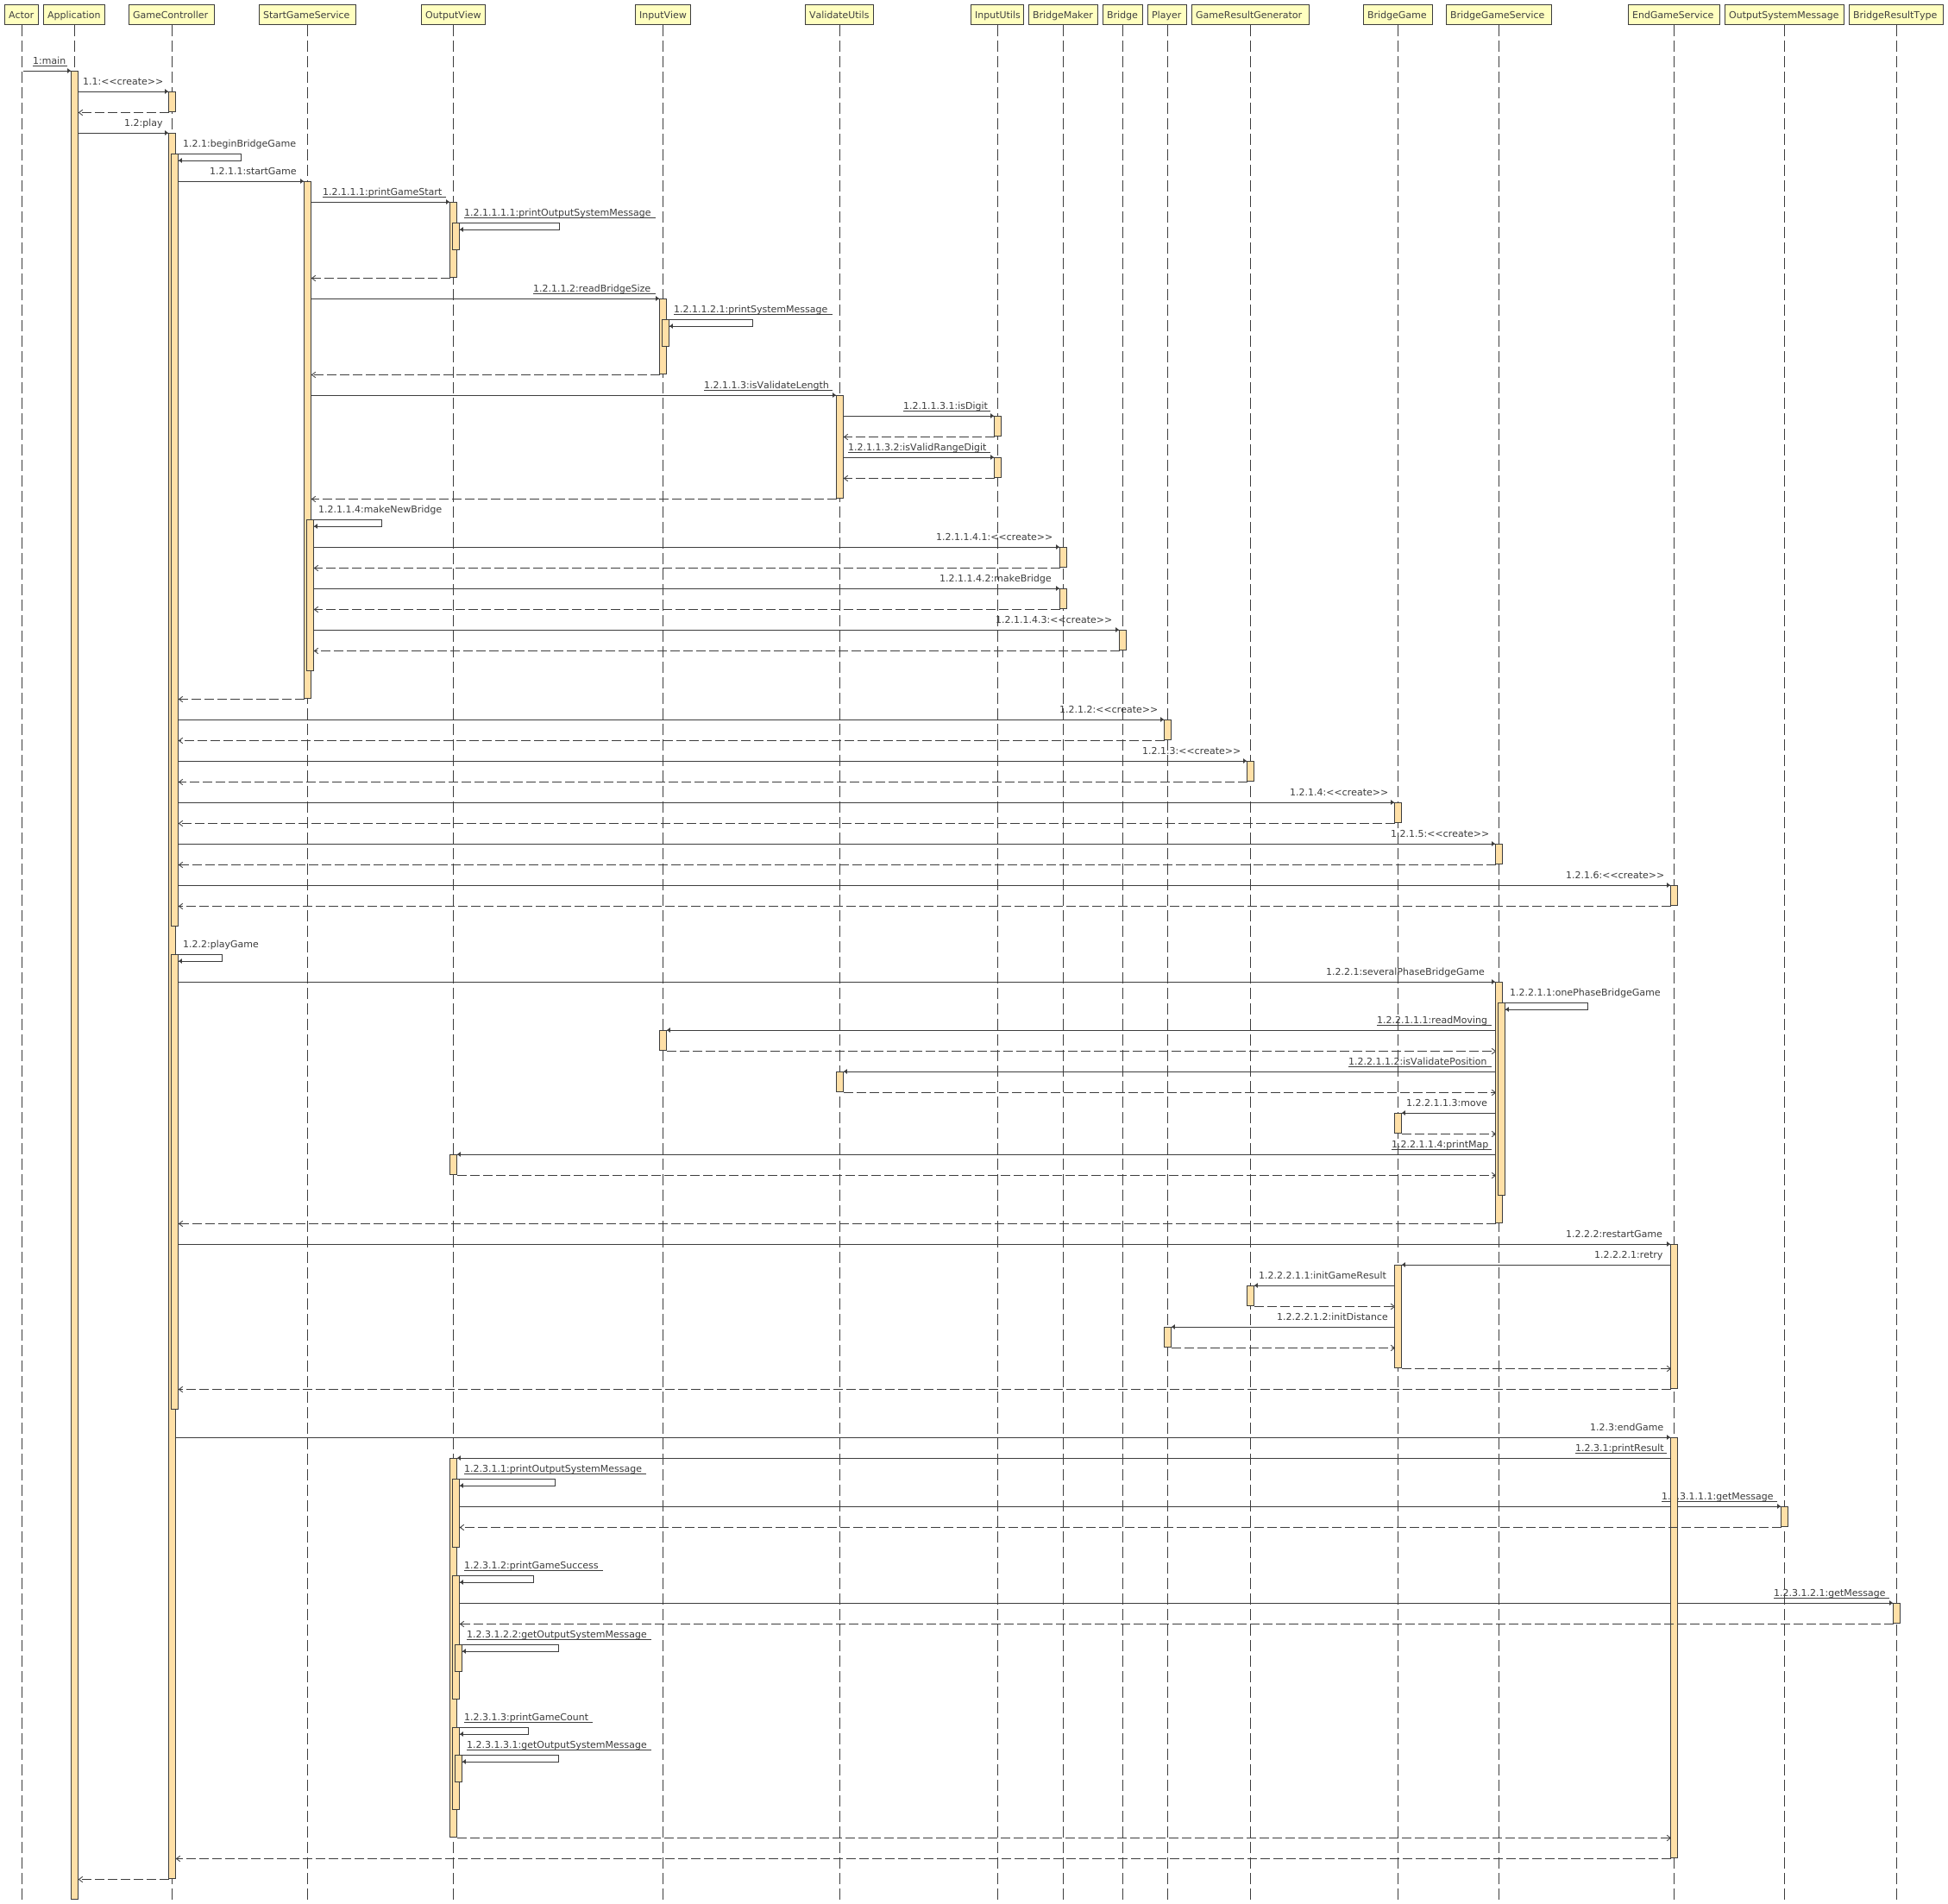 Actor
Application
GameController
StartGameService
OutputView
InputView
ValidateUtils
InputUtils
BridgeMaker
Bridge
Player
GameResultGenerator
BridgeGame
BridgeGameService
EndGameService
OutputSystemMessage
BridgeResultType
1:main
1.1:<<create>>
1.2:play
1.2.1:beginBridgeGame
1.2.1.1:startGame
1.2.1.1.1:printGameStart
1.2.1.1.1.1:printOutputSystemMessage
1.2.1.1.2:readBridgeSize
1.2.1.1.2.1:printSystemMessage
1.2.1.1.3:isValidateLength
1.2.1.1.3.1:isDigit
1.2.1.1.3.2:isValidRangeDigit
1.2.1.1.4:makeNewBridge
1.2.1.1.4.1:<<create>>
1.2.1.1.4.2:makeBridge
1.2.1.1.4.3:<<create>>
1.2.1.2:<<create>>
1.2.1.3:<<create>>
1.2.1.4:<<create>>
1.2.1.5:<<create>>
1.2.1.6:<<create>>
1.2.2:playGame
1.2.2.1:severalPhaseBridgeGame
1.2.2.1.1:onePhaseBridgeGame
1.2.2.1.1.1:readMoving
1.2.2.1.1.2:isValidatePosition
1.2.2.1.1.3:move
1.2.2.1.1.4:printMap
1.2.2.2:restartGame
1.2.2.2.1:retry
1.2.2.2.1.1:initGameResult
1.2.2.2.1.2:initDistance
1.2.3:endGame
1.2.3.1:printResult
1.2.3.1.1:printOutputSystemMessage
1.2.3.1.1.1:getMessage
1.2.3.1.2:printGameSuccess
1.2.3.1.2.1:getMessage
1.2.3.1.2.2:getOutputSystemMessage
1.2.3.1.3:printGameCount
1.2.3.1.3.1:getOutputSystemMessage